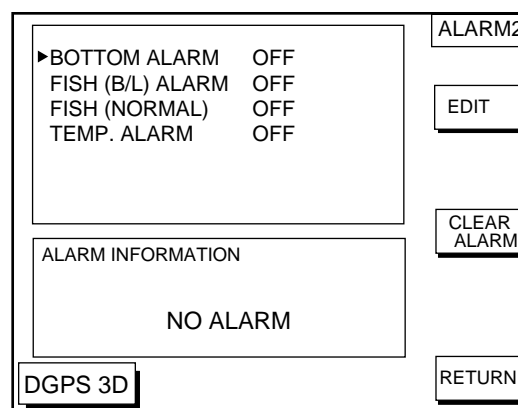 ALARM2
▶BOTTOM ALARM OFF
FISH (B/L) ALARM OFF
FISH (NORMAL) OFF
TEMP. ALARM OFF
EDIT
CLEAR
ALARM
ALARM INFORMATION
NO ALARM
DGPS 3D
RETURN